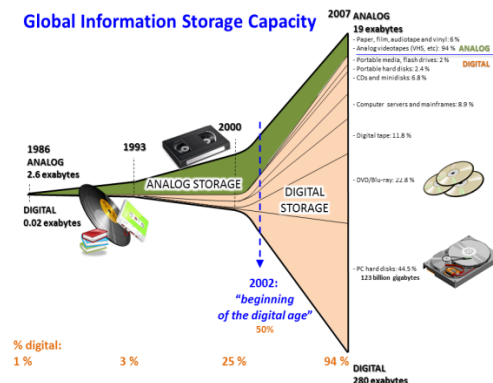 Global Information Storage Capacity
2007
ANALOG
19 exabytes
- Paper, film, audiotape and vinyl: 6 %
- Analog videotapes (VHS, etc): 94 %
ANALOG
DIGITAL
- Portable media, flash drives: 2 %
- Portable hard disks: 2.4 %
- CDs and minidisks: 6.8 %
- Computer servers and mainframes: 8.9 %
- Digital tape: 11.8 %
- DVD/Blu-ray: 22.8 %
- PC hard disks: 44.5 %
123 billion gigabytes
1986
ANALOG
2.6 exabytes
DIGITAL
0.02 exabytes
1993
2000
ANALOG STORAGE
DIGITAL
STORAGE
2002:
"beginning
of the digital age"
50%
% digital:
1 %
3 %
25 %
94 %
DIGITAL
280 exabytes